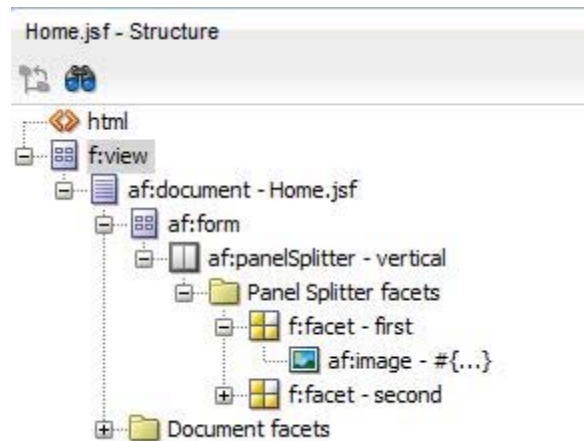 Home.jsf - Structure
html
f:view
af:document - Home.jsf
af:form
af:panelSplitter - vertical
Panel Splitter facets
f:facet - first
af:image - #{...}
f:facet - second
Document facets